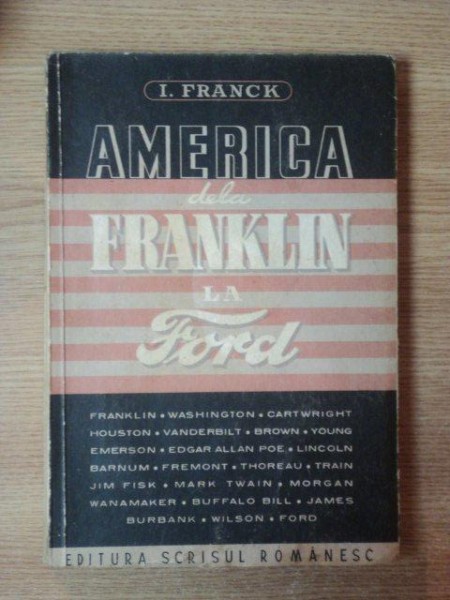 I. FRANCK
AMERICA
dela
FRANKLIN
LA
Ford
FRANKLIN • WASHINGTON • CARTWRIGHT
HOUSTON • VANDERBILT • BROWN • YOUNG
EMERSON • EDGAR ALLAN POE • LINCOLN
BARNUM • FREMONT • THOREAU • TRAIN
JIM FISK • MARK TWAIN • MORGAN
WANAMAKER • BUFFALO BILL • JAMES
BURBANK • WILSON • FORD
EDITURA SCRISUL ROMÂNESC